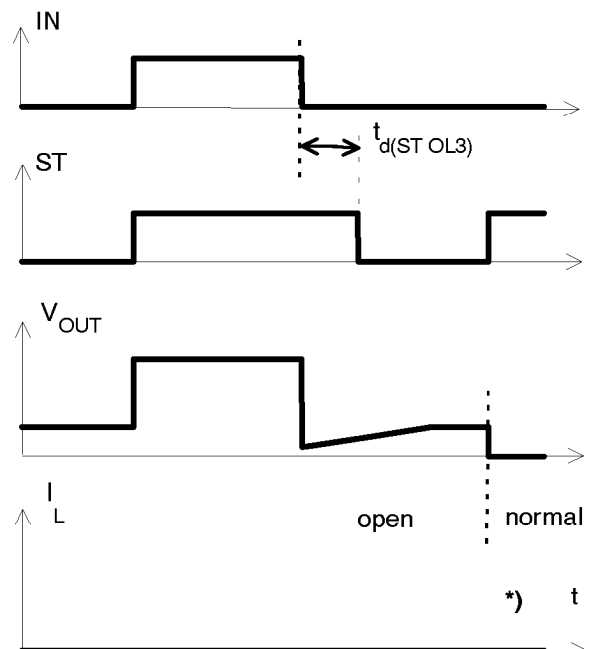 IN
t d(ST OL3)
ST
V OUT
I L
open normal
*) t